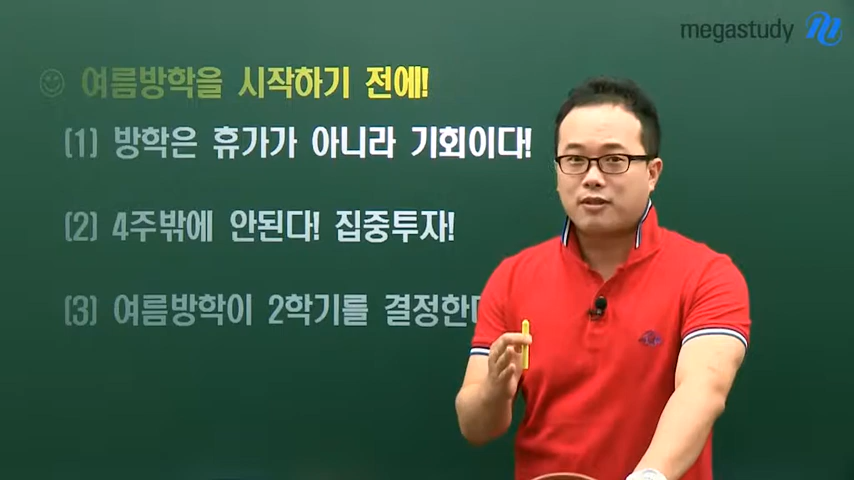 megastudy
여름방학을 시작하기 전에!
(1) 방학은 휴가가 아니라 기회이다!
(2) 4주밖에 안된다! 집중투자!
(3) 여름방학이 2학기를 결정한